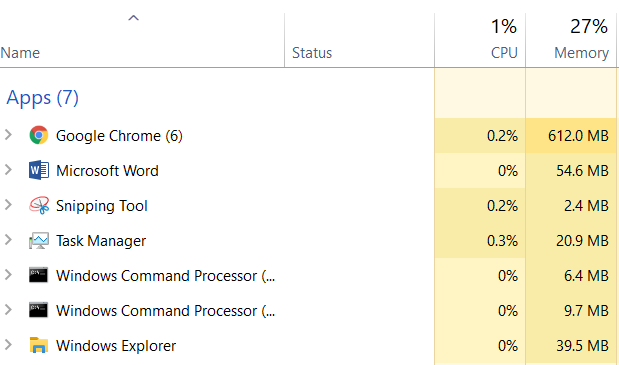 1% 27%
Name Status CPU Memory
Apps (7)
Google Chrome (6) 0.2% 612.0 MB
Microsoft Word 0% 54.6 MB
Snipping Tool 0.2% 2.4 MB
Task Manager 0.3% 20.9 MB
Windows Command Processor (... 0% 6.4 MB
Windows Command Processor (... 0% 9.7 MB
Windows Explorer 0% 39.5 MB